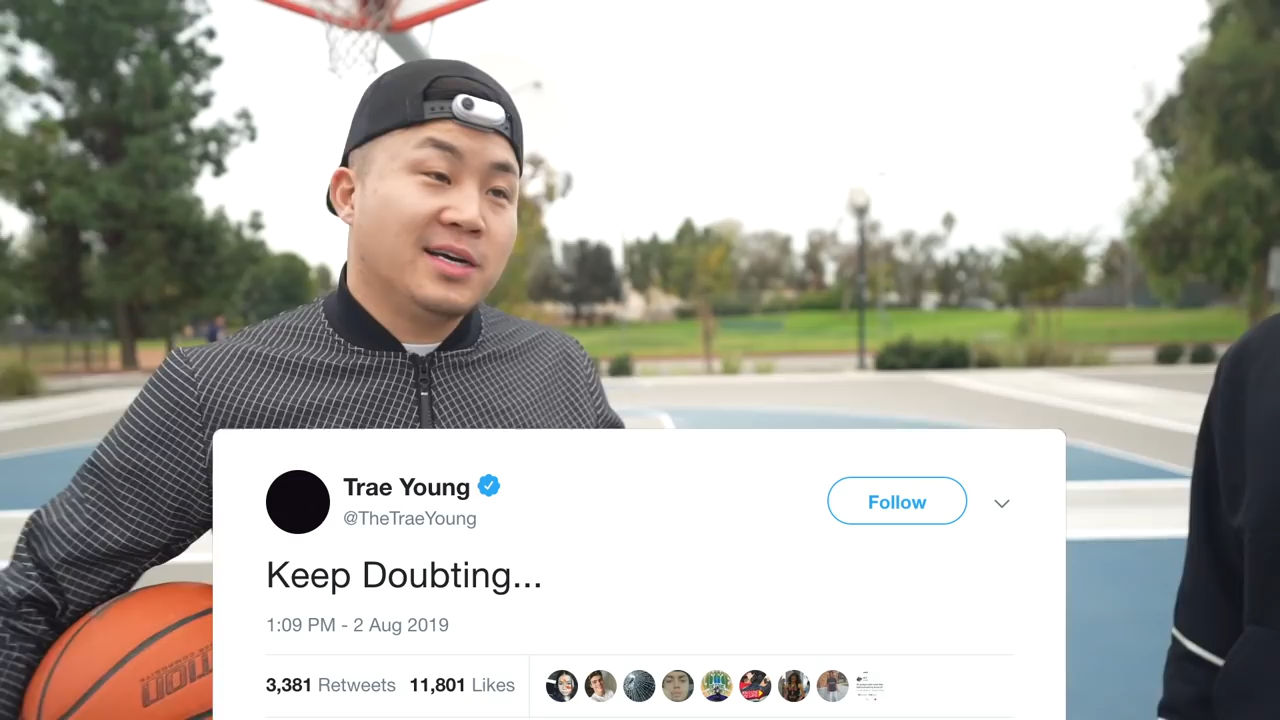 Trae Young
@TheTraeYoung
Follow
Keep Doubting...
1:09 PM - 2 Aug 2019
3,381 Retweets 11,801 Likes